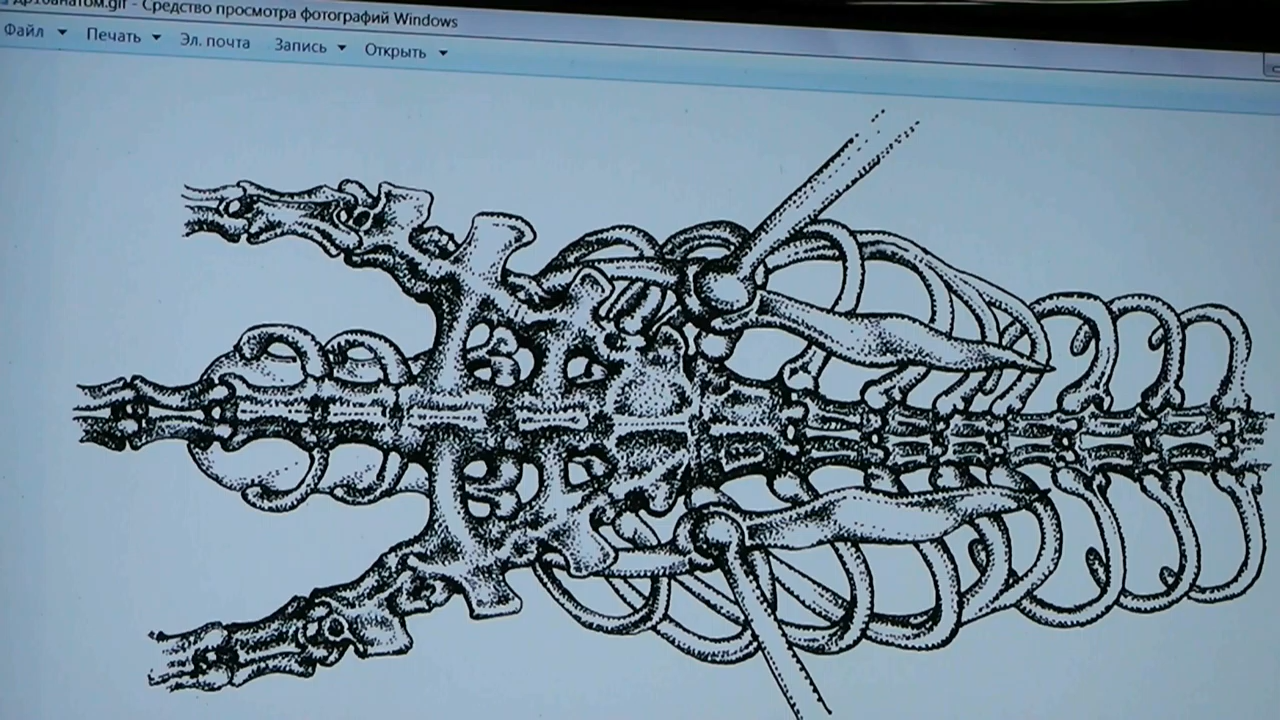 - Средство просмотра фотографий Windows
Файл Печать Эл. почта Запись Открыть